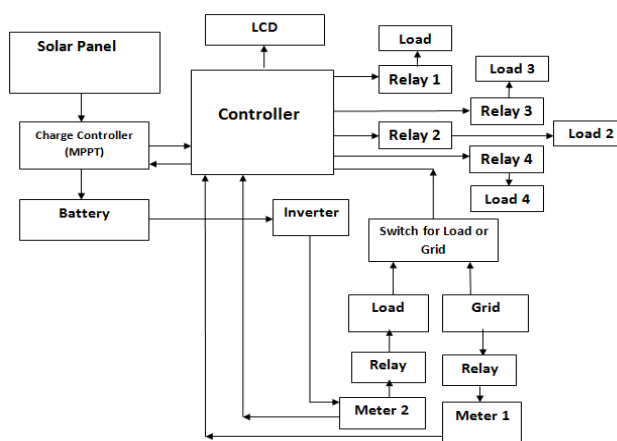 LCD
Solar Panel
Load
Load 3
Relay 1
Controller
Relay 3
Charge Controller
(MPPT)
Relay 2
Load 2
Relay 4
Battery
Inverter
Load 4
Switch for Load or
Grid
Load
Grid
Relay
Relay
Meter 2
Meter 1